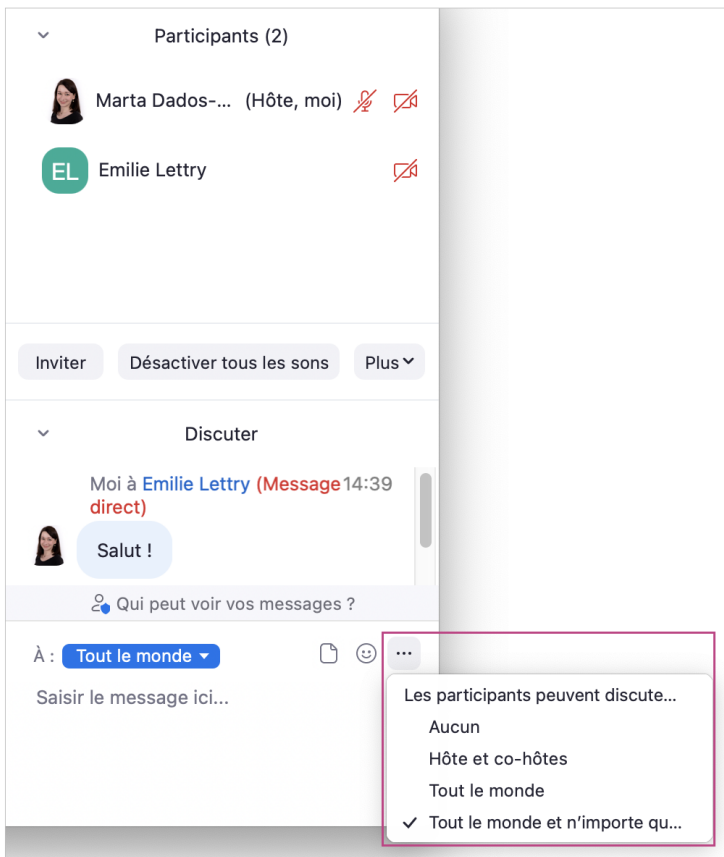 Participants (2)
Marta Dados-... (Hôte, moi)
EL Emilie Lettry
Inviter Désactiver tous les sons Plus
Discuter
Moi à Emilie Lettry (Message 14:39
direct)
Salut !
Qui peut voir vos messages ?
À : Tout le monde
...
Saisir le message ici...
Les participants peuvent discute...
Aucun
Hôte et co-hôtes
Tout le monde
Tout le monde et n’importe qu...